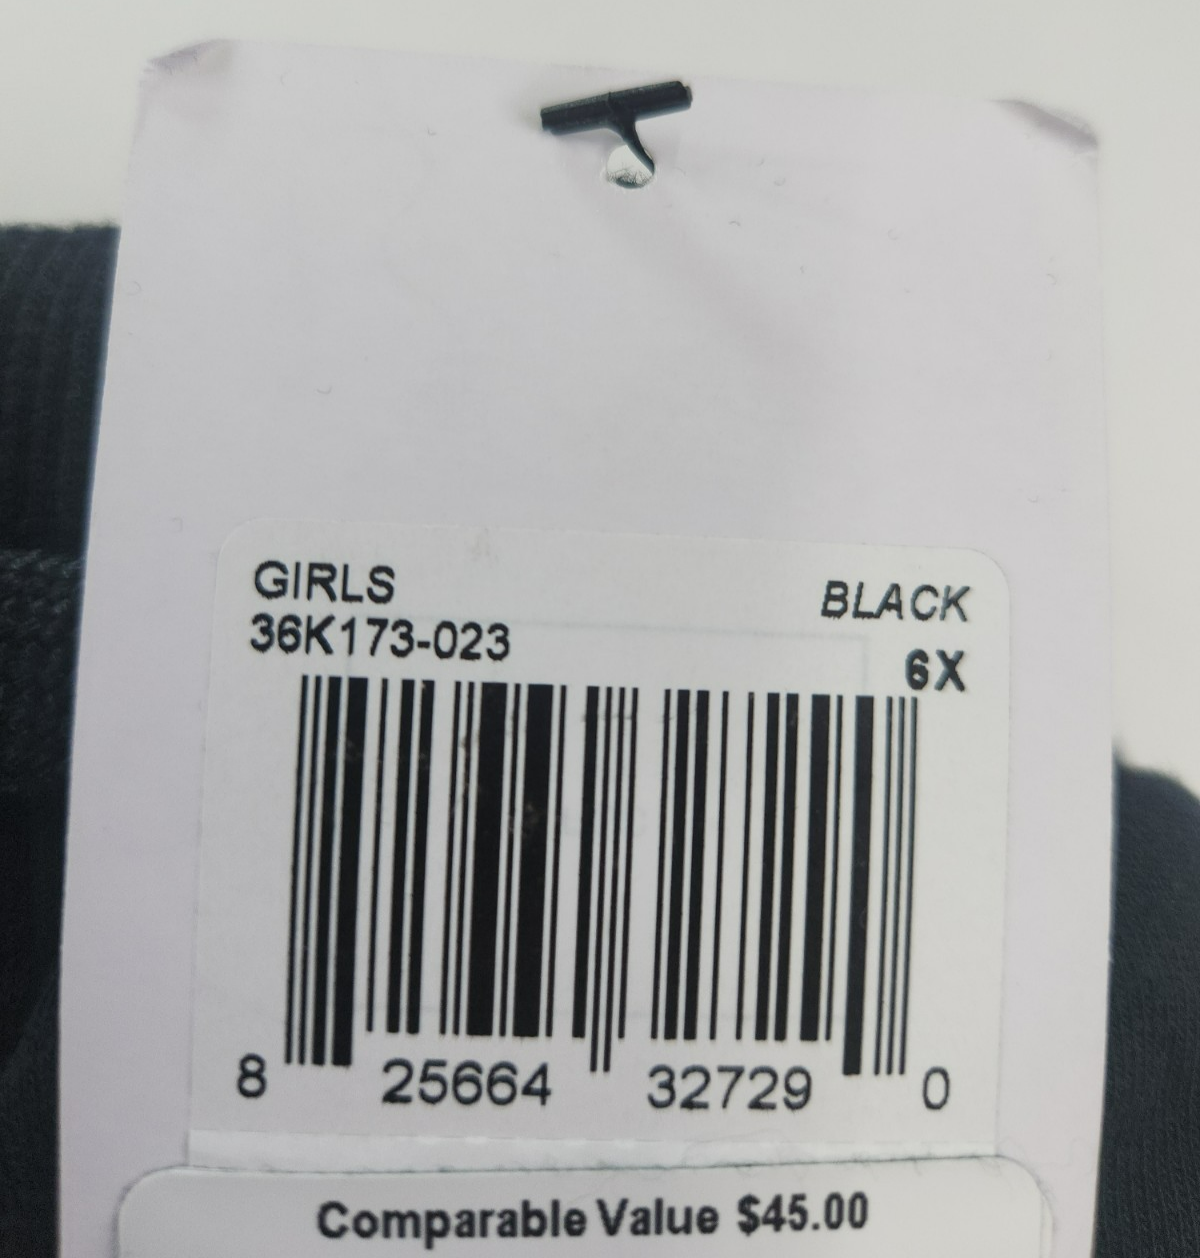 GIRLS BLACK
36K173-023 6X
8 25664 32729 0
Comparable Value $45.00